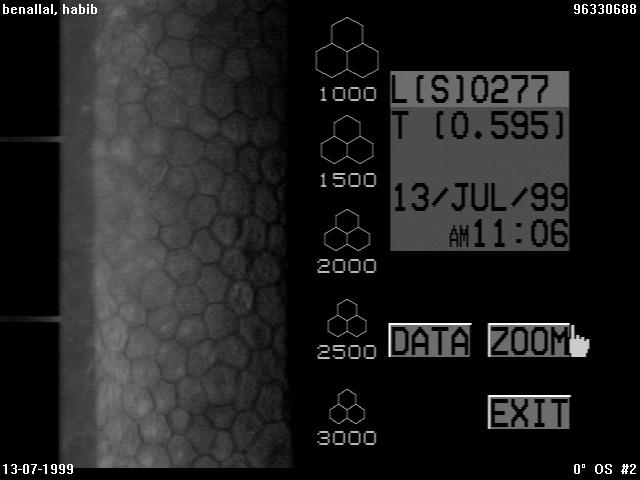 benallal, habib
96330688
1000
1500
2000
2500
3000
L[S]0277
T [0.595]
13/JUL/99
AM11:06
DATA
ZOOM
EXIT
13-07-1999
0° OS #2